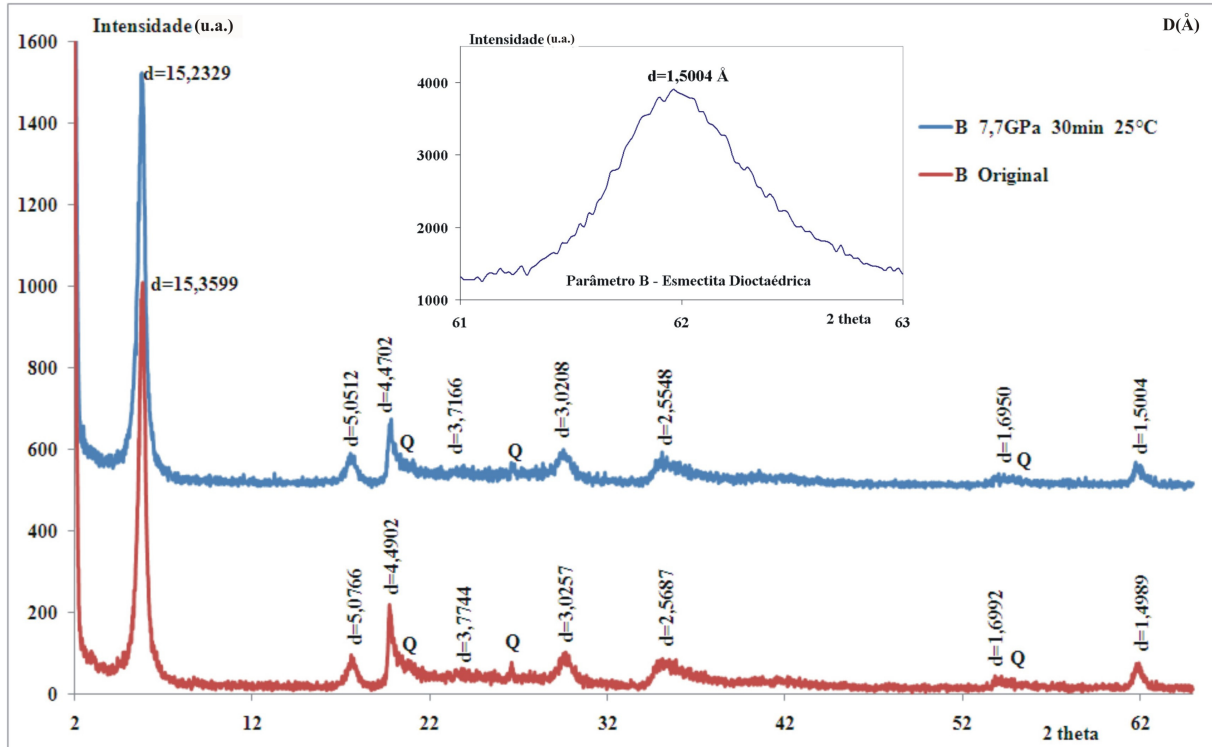 Intensidade (u.a.)
D(Å)
1600
1400
1200
1000
800
600
400
200
0
2
12
22
32
42
52
62
2 theta
d=15,2329
d=15,3599
B 7,7GPa 30min 25°C
B Original
Intensidade (u.a.)
d=1,5004 Å
4000
3000
2000
1000
Parâmetro B - Esmectita Dioctaédrica
61
62
2 theta
63
d=5,0512
d=4,4702
Q
d=3,7166
Q
d=3,0208
d=2,5548
d=1,6950
Q
d=1,5004
d=5,0766
d=4,4902
Q
d=3,7744
Q
d=3,0257
d=2,5687
d=1,6992
Q
d=1,4989